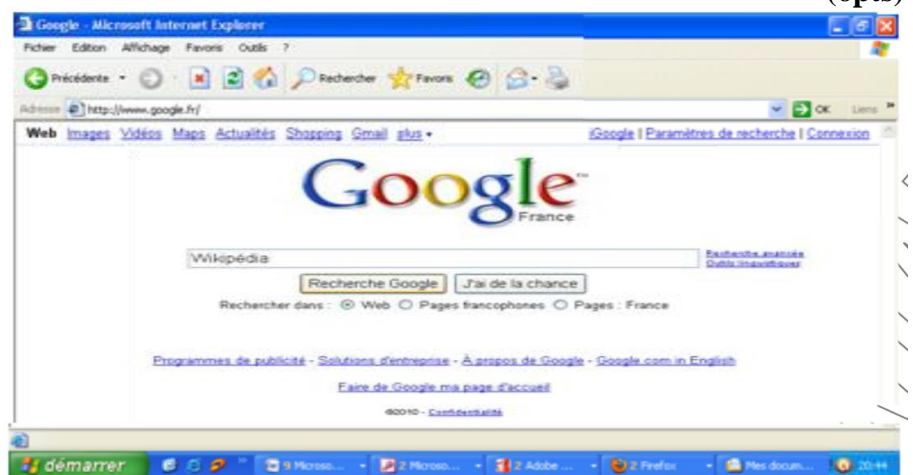 (6pts)
Google - Microsoft Internet Explorer
Fichier Edition Affichage Favoris Outils ?
Précédente Rechercher Favoris
Adresse http://www.google.fr/ OK Liens »
Web Images Vidéos Maps Actualités Shopping Gmail plus iGoogle | Paramètres de recherche | Connexion
Google™
France
Wikipédia
Recherche avancée
Outils linguistiques
Recherche Google J'ai de la chance
Rechercher dans : Web Pages francophones Pages : France
Programmes de publicité - Solutions d'entreprise - À propos de Google - Google.com in English
Faire de Google ma page d'accueil
©2010 - Confidentialité
démarrer 9 Microso... 2 Microso... 2 Adobe ... 2 Firefox Mes docum... 20:44